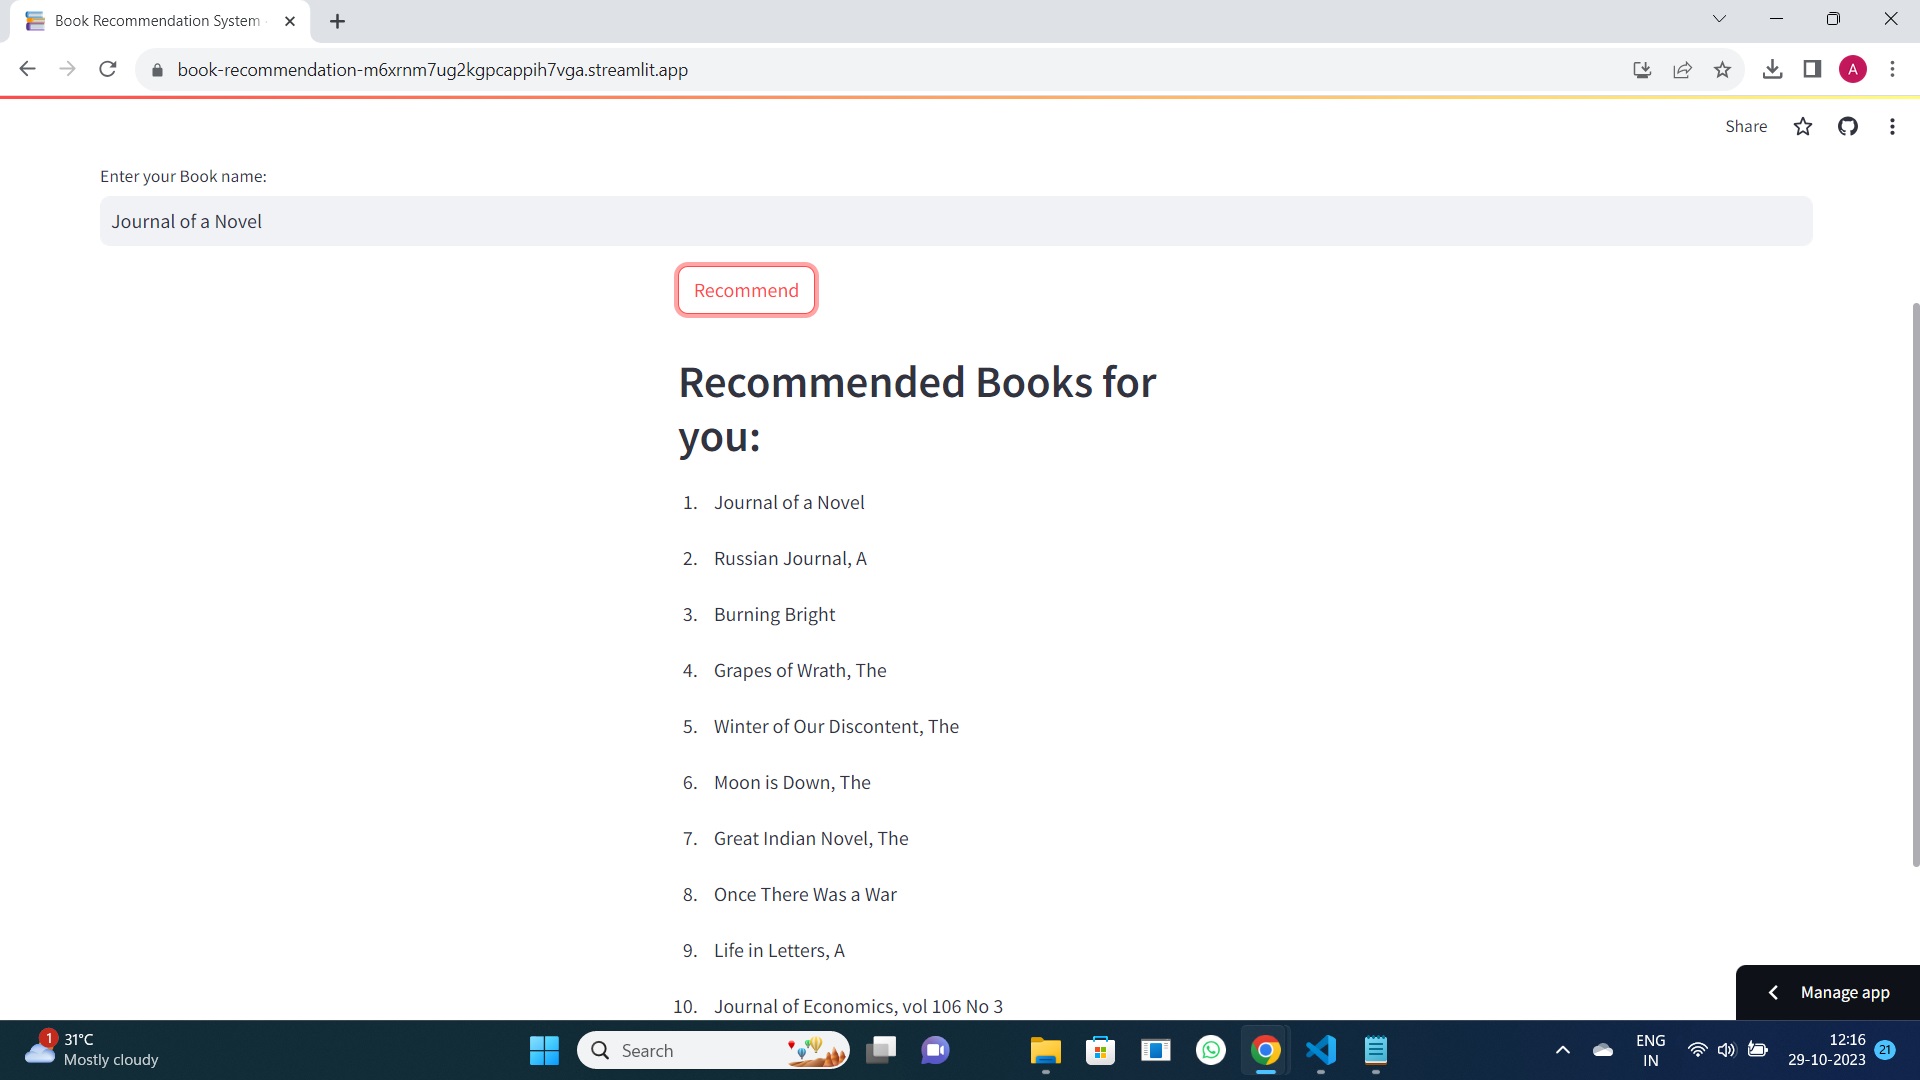 Book Recommendation System
book-recommendation-m6xrnm7ug2kgpcappih7vga.streamlit.app
A
Share
Enter your Book name:
Journal of a Novel
Recommend
Recommended Books for
you:
1. Journal of a Novel
2. Russian Journal, A
3. Burning Bright
4. Grapes of Wrath, The
5. Winter of Our Discontent, The
6. Moon is Down, The
7. Great Indian Novel, The
8. Once There Was a War
9. Life in Letters, A
10. Journal of Economics, vol 106 No 3
Manage app
1
31°C
Mostly cloudy
Search
ENG
IN
12:16
29-10-2023
21